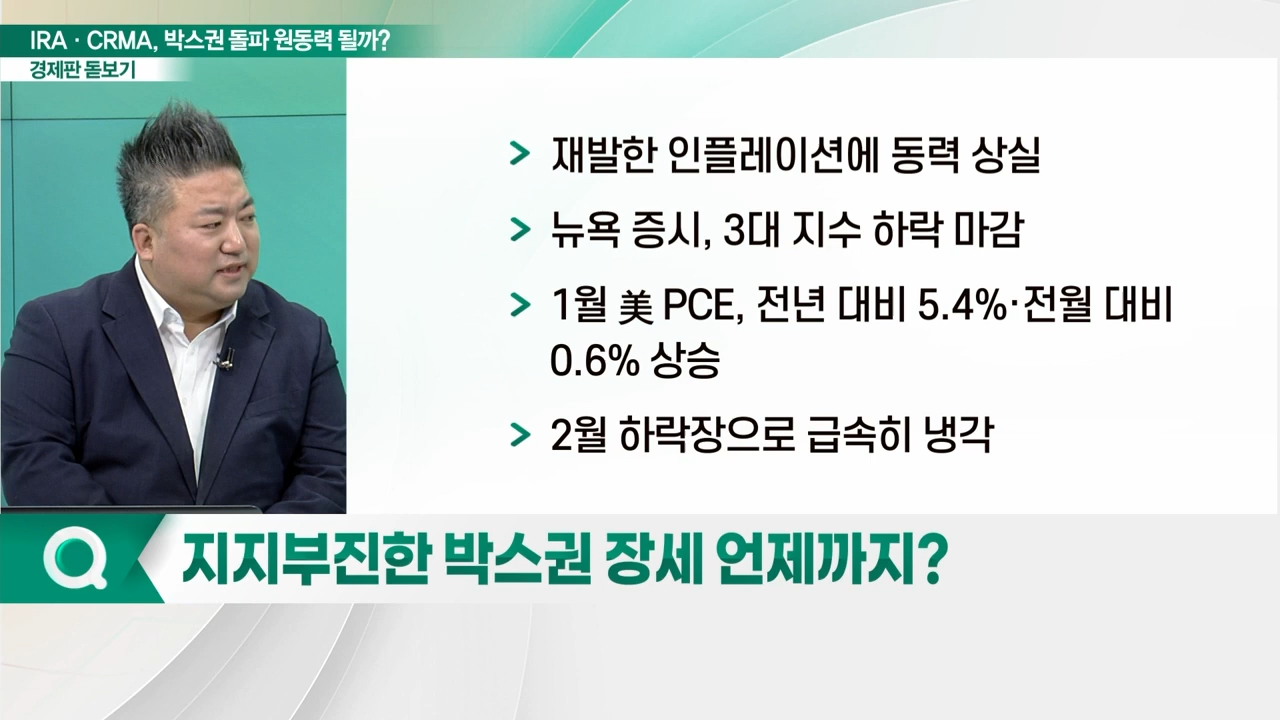 IRA · CRMA, 박스권 돌파 원동력 될까?
경제판 돋보기
> 재발한 인플레이션에 동력 상실
> 뉴욕 증시, 3대 지수 하락 마감
> 1월 美 PCE, 전년 대비 5.4%·전월 대비
0.6% 상승
> 2월 하락장으로 급속히 냉각
Q 지지부진한 박스권 장세 언제까지?